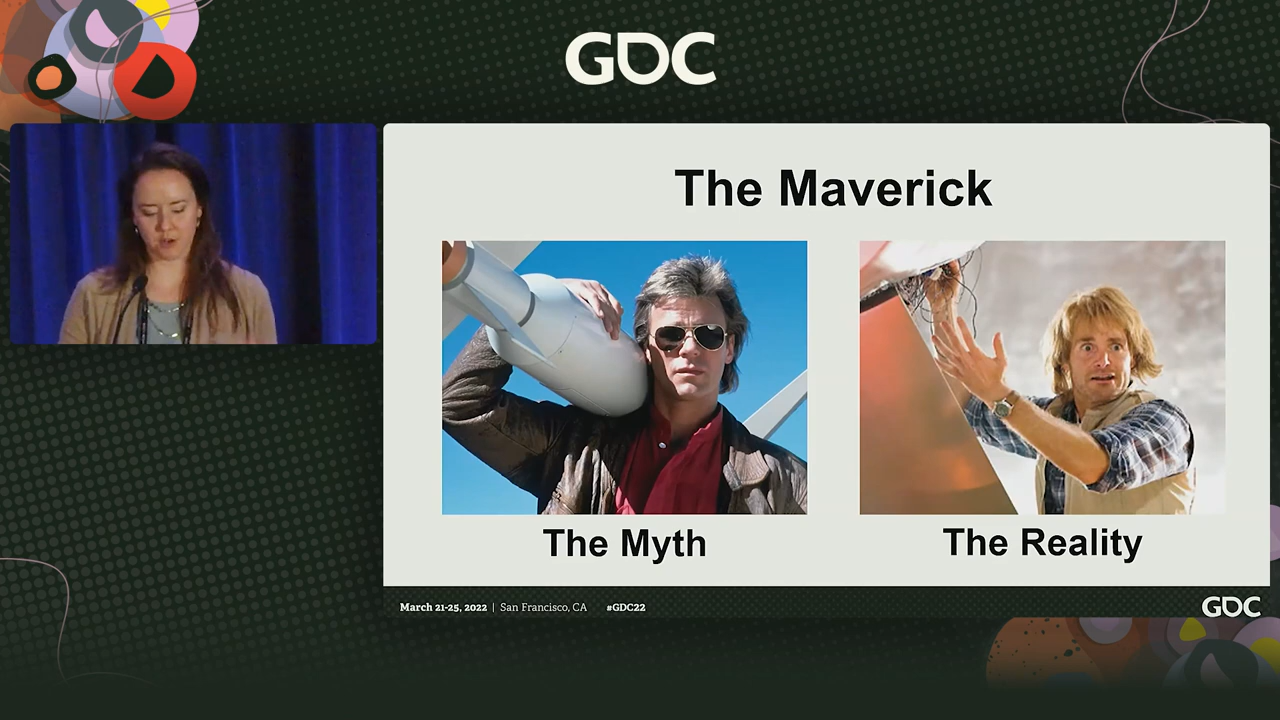 GDC
The Maverick
The Myth
The Reality
March 21-25, 2022 | San Francisco, CA #GDC22
GDC